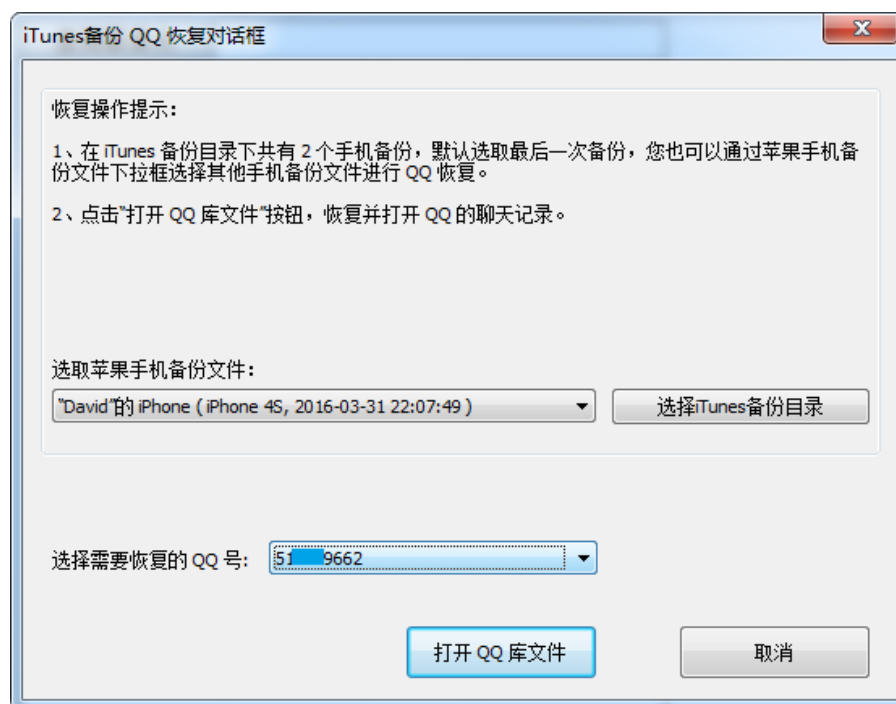 iTunes备份 QQ 恢复对话框
恢复操作提示：
1、在 iTunes 备份目录下共有 2 个手机备份，默认选取最后一次备份，您也可以通过苹果手机备
份文件下拉框选择其他手机备份文件进行 QQ 恢复。
2、点击"打开 QQ 库文件"按钮，恢复并打开 QQ 的聊天记录。
选取苹果手机备份文件：
"David"的 iPhone ( iPhone 4S, 2016-03-31 22:07:49 )
选择iTunes备份目录
选择需要恢复的 QQ 号:
51 9662
打开 QQ 库文件
取消